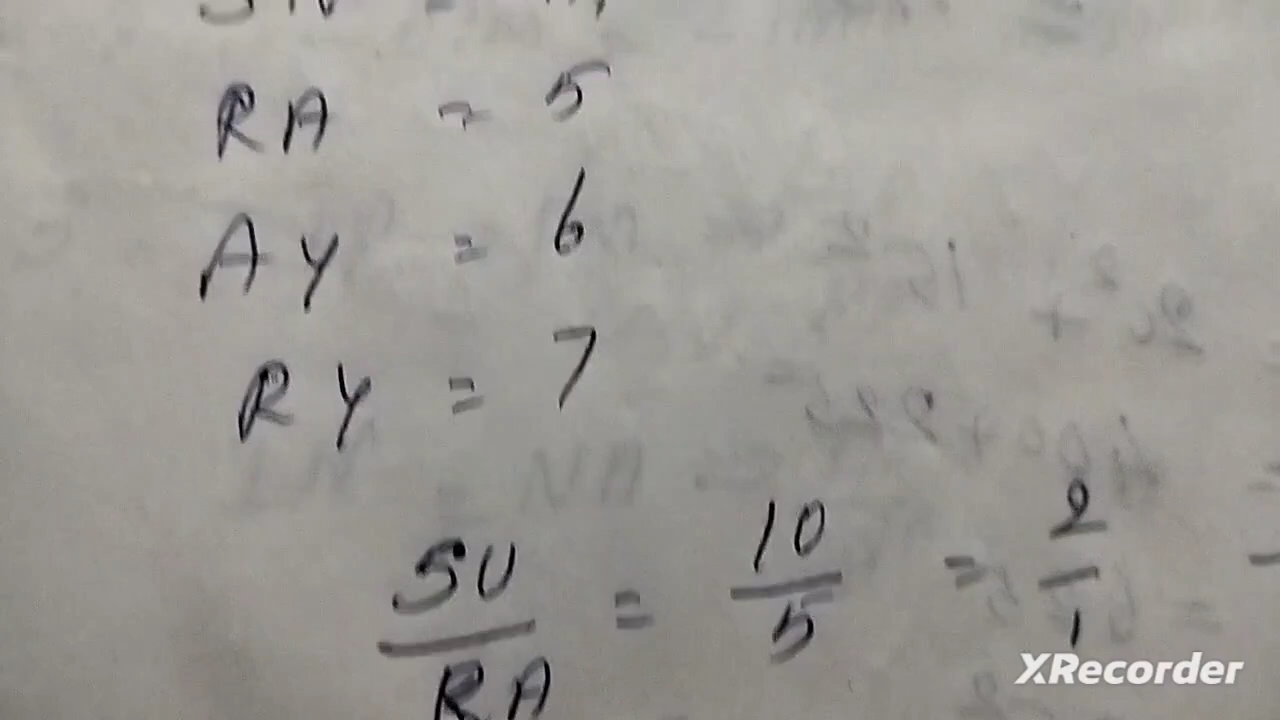 RA = 5
AY = 6
RY = 7
SU/RA = 10/5 = 2/1
XRecorder